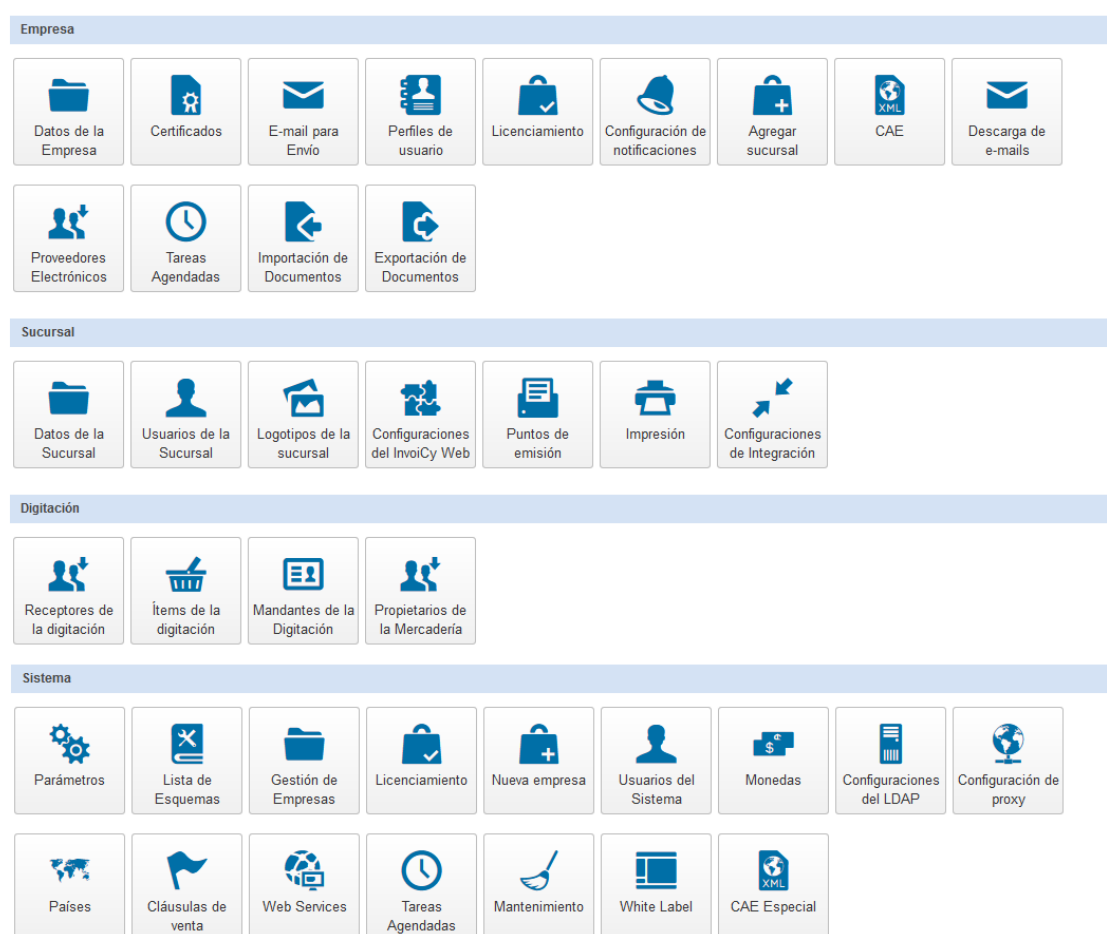 Empresa
Datos de la
Empresa
Certificados
E-mail para
Envío
Perfiles de
usuario
Licenciamiento
Configuración de
notificaciones
Agregar
sucursal
XML
CAE
Descarga de
e-mails
Proveedores
Electrónicos
Tareas
Agendadas
Importación de
Documentos
Exportación de
Documentos
Sucursal
Datos de la
Sucursal
Usuarios de la
Sucursal
Logotipos de la
sucursal
Configuraciones
del InvoiCy Web
Puntos de
emisión
Impresión
Configuraciones
de Integración
Digitación
Receptores de
la digitación
Ítems de la
digitación
Mandantes de la
Digitación
Propietarios de
la Mercadería
Sistema
Parámetros
Lista de
Esquemas
Gestión de
Empresas
Licenciamiento
Nueva empresa
Usuarios del
Sistema
Monedas
Configuraciones
del LDAP
Configuración de
proxy
Países
Cláusulas de
venta
Web Services
Tareas
Agendadas
Mantenimiento
White Label
XML
CAE Especial